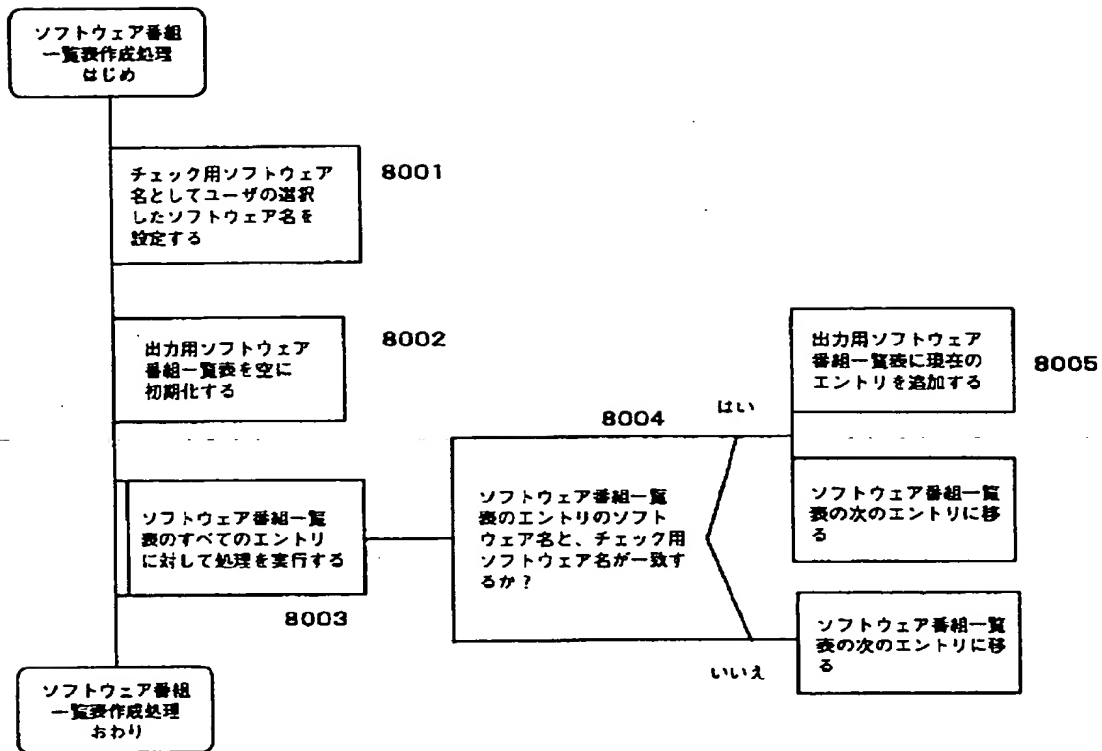 ソフトウェア番組
一覧表作成処理
はじめ
チェック用ソフトウェア
名としてユーザの選択
したソフトウェア名を
設定する
8001
出力用ソフトウェア
番組一覧表を空に
初期化する
8002
ソフトウェア番組一覧
表のすべてのエントリ
に対して処理を実行する
8003
8004
ソフトウェア番組一覧
表のエントリのソフト
ウェア名と、チェック用
ソフトウェア名が一致す
るか？
はい
出力用ソフトウェア
番組一覧表に現在の
エントリを追加する
8005
ソフトウェア番組一覧
表の次のエントリに移
る
いいえ
ソフトウェア番組一覧
表の次のエントリに移
る
ソフトウェア番組
一覧表作成処理
おわり